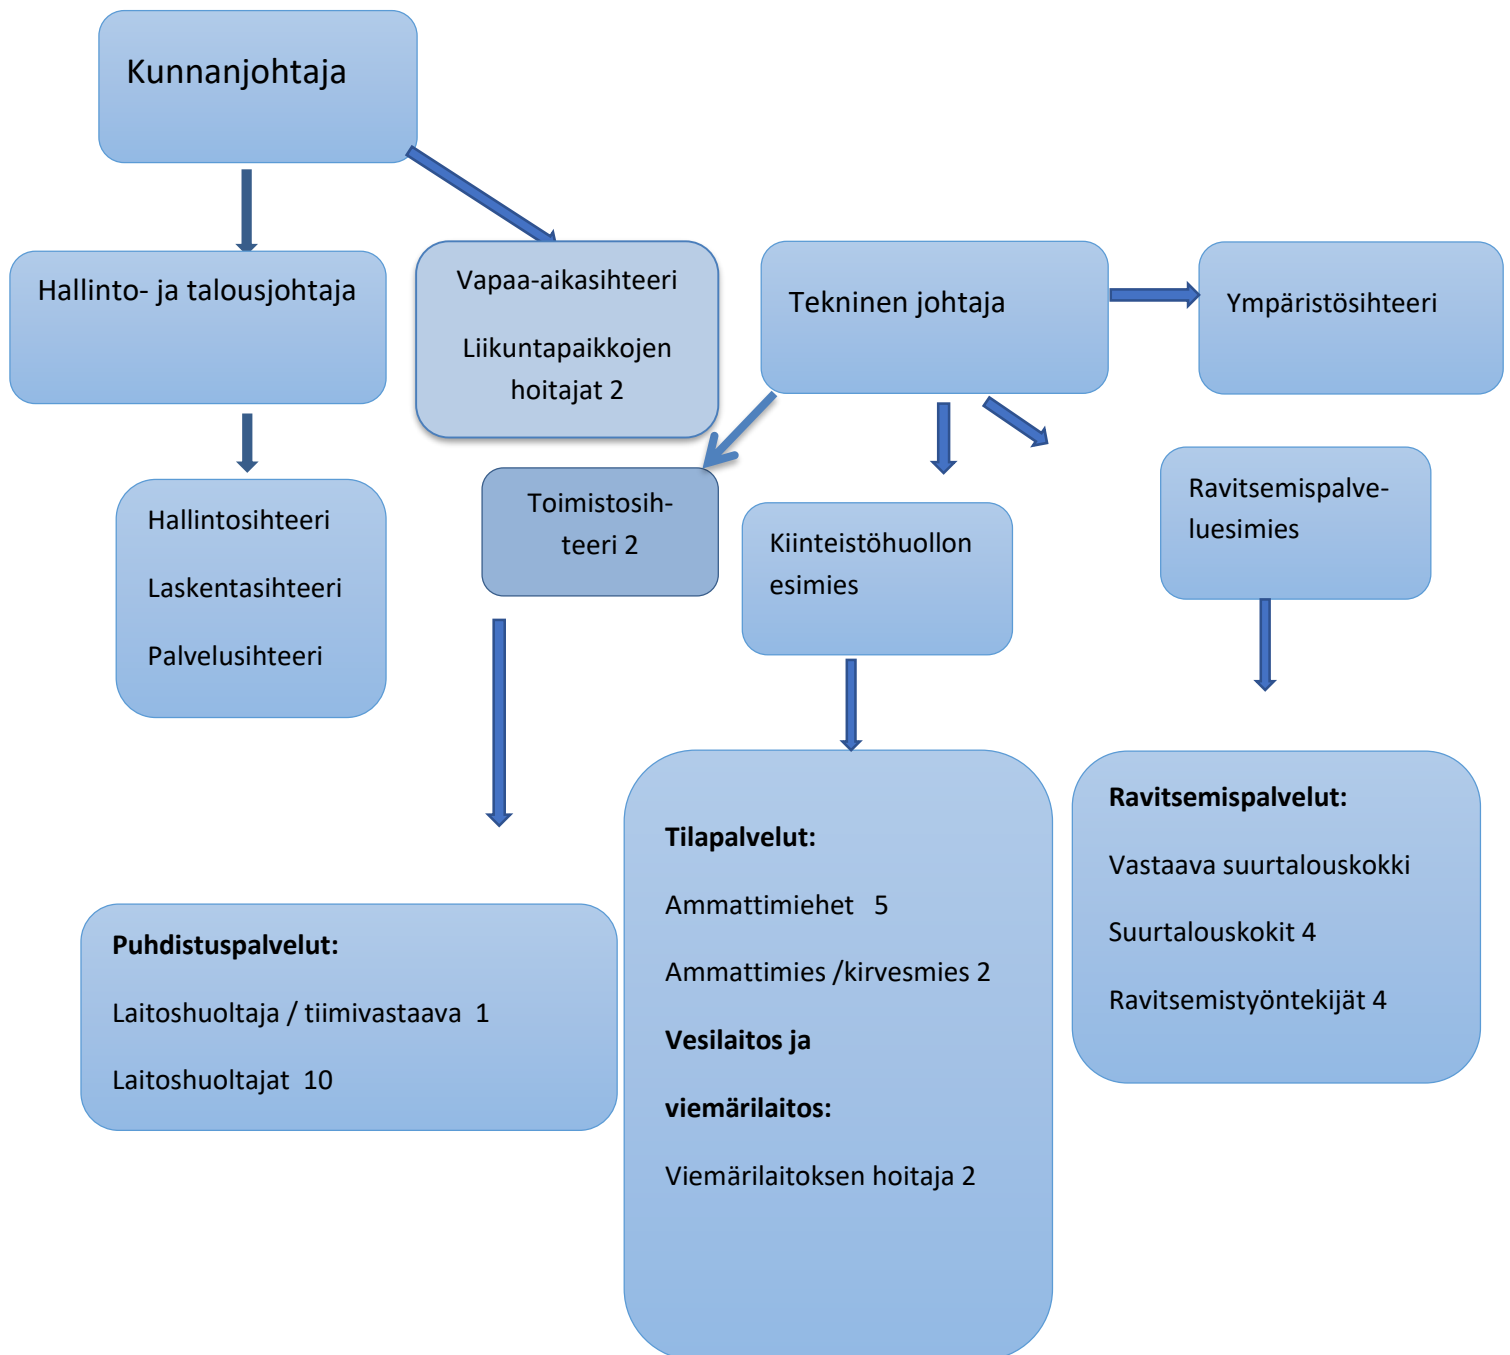 Kunnanjohtaja
Hallinto- ja talousjohtaja
Vapaa-aikasihteeri
Liikuntapaikkojen
hoitajat 2
Tekninen johtaja
Ympäristösihteeri
Hallintosihteeri
Laskentasihteeri
Palvelusihteeri
Toimistosih-
teeri 2
Kiinteistöhuollon
esimies
Ravitsemispalve-
luesimies
Puhdistuspalvelut:
Laitoshuoltaja / tiimivastaava 1
Laitoshuoltajat 10
Tilapalvelut:
Ammattimiehet 5
Ammattimies /kirvesmies 2
Vesilaitos ja
viemärilaitos:
Viemärilaitoksen hoitaja 2
Ravitsemispalvelut:
Vastaava suurtalouskokki
Suurtalouskokit 4
Ravitsemistyöntekijät 4